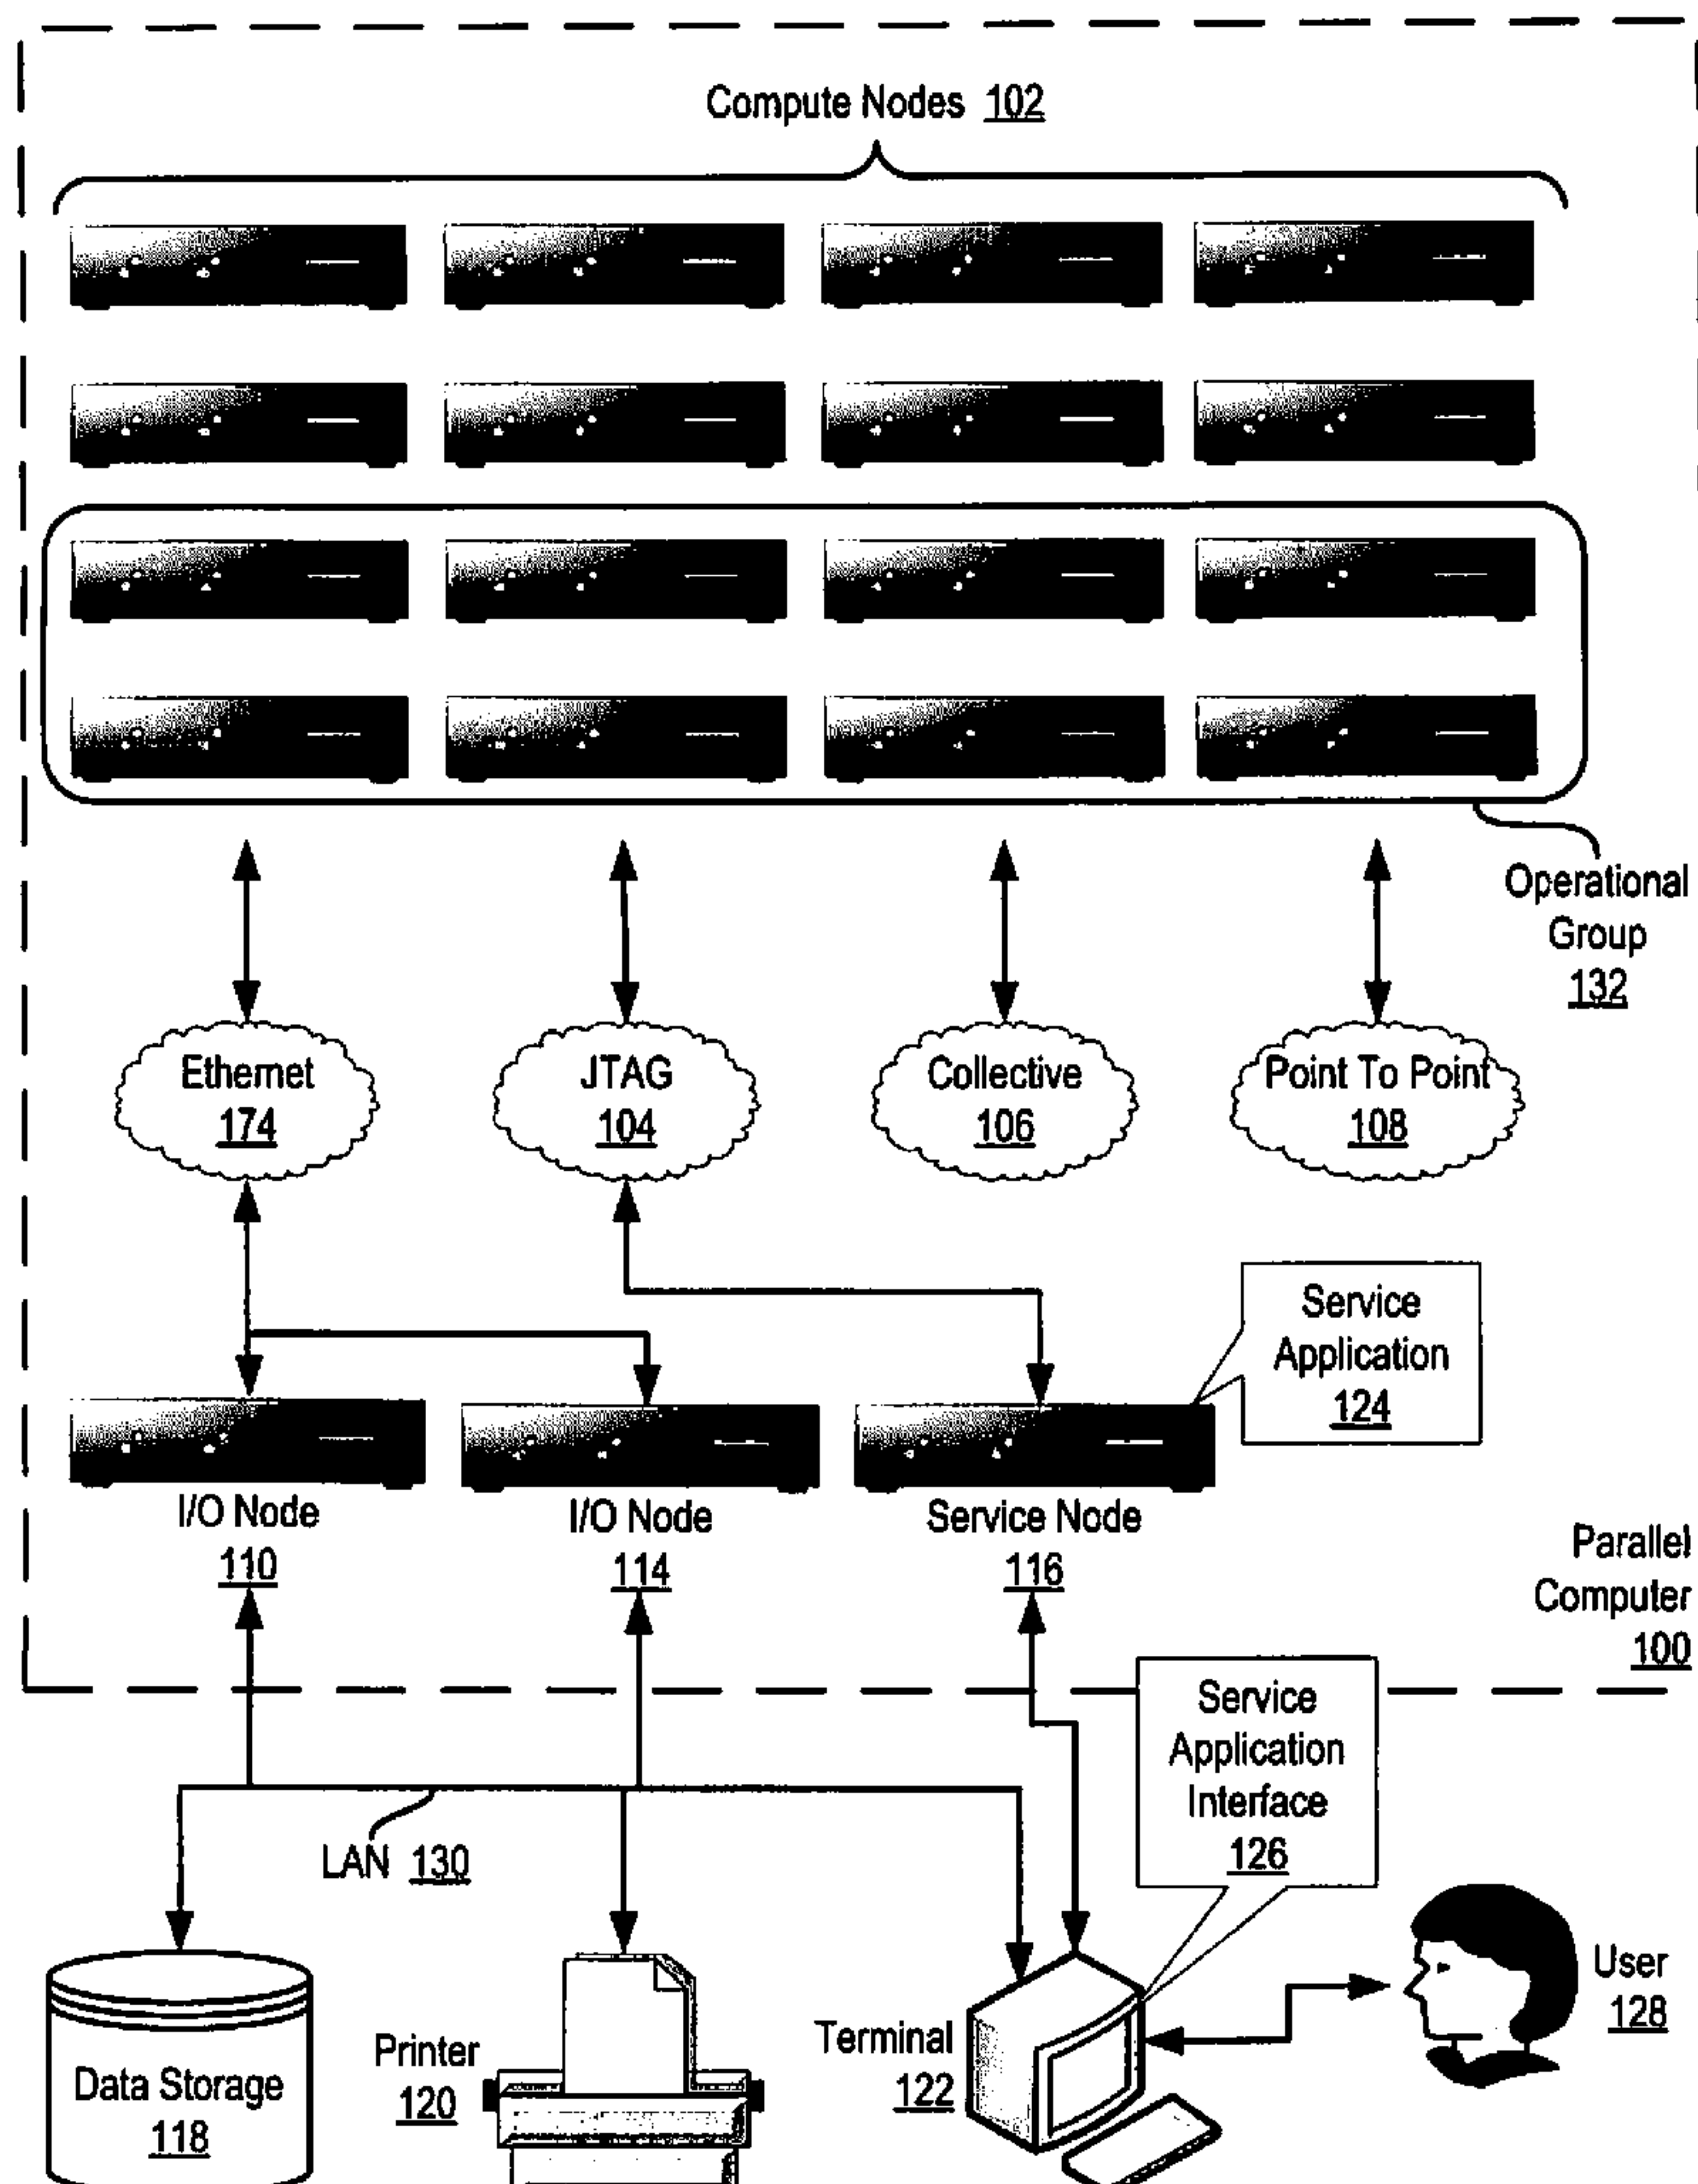 Compute Nodes 102
Operational
Group
132
Ethernet
174
JTAG
104
Collective
106
Point To Point
108
Service
Application
124
I/O Node
110
I/O Node
114
Service Node
116
Parallel
Computer
100
Service
Application
Interface
126
LAN 130
Data Storage
118
Printer
120
Terminal
122
User
128